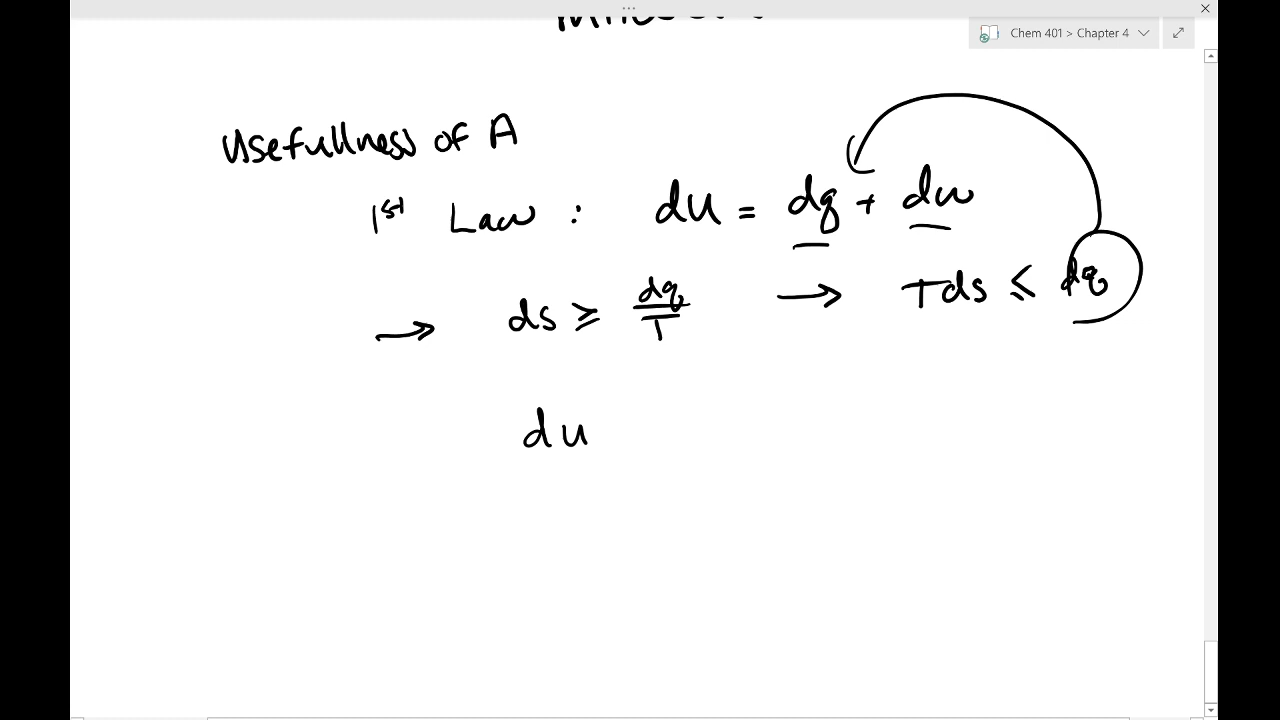 Chem 401 > Chapter 4
Usefullness of A
1st Law : du = dq + dw
→ ds ≥ dq/T → Tds ≤ dq
du